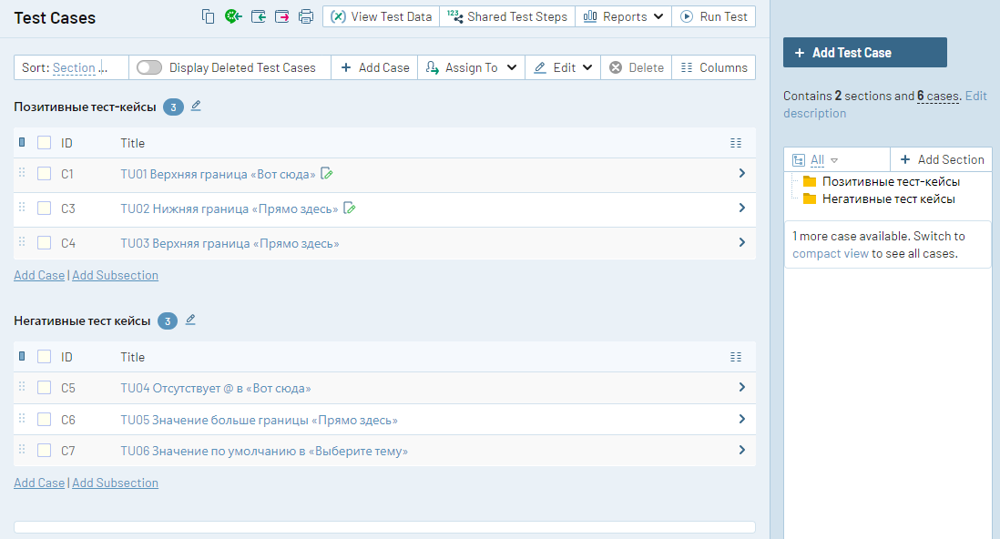 Test Cases
View Test Data
Shared Test Steps
Reports
Run Test
Sort: Section ...
Display Deleted Test Cases
Add Case
Assign To
Edit
Delete
Columns
Позитивные тест-кейсы 3
ID Title
C1 TU01 Верхняя граница «Вот сюда»
C3 TU02 Нижняя граница «Прямо здесь»
C4 TU03 Верхняя граница «Прямо здесь»
Add Case | Add Subsection
Негативные тест кейсы 3
ID Title
C5 TU04 Отсутствует @ в «Вот сюда»
C6 TU05 Значение больше границы «Прямо здесь»
C7 TU06 Значение по умолчанию в «Выберите тему»
Add Case | Add Subsection
+ Add Test Case
Contains 2 sections and 6 cases. Edit
description
All
+ Add Section
Позитивные тест-кейсы
Негативные тест кейсы
1 more case available. Switch to
compact view to see all cases.